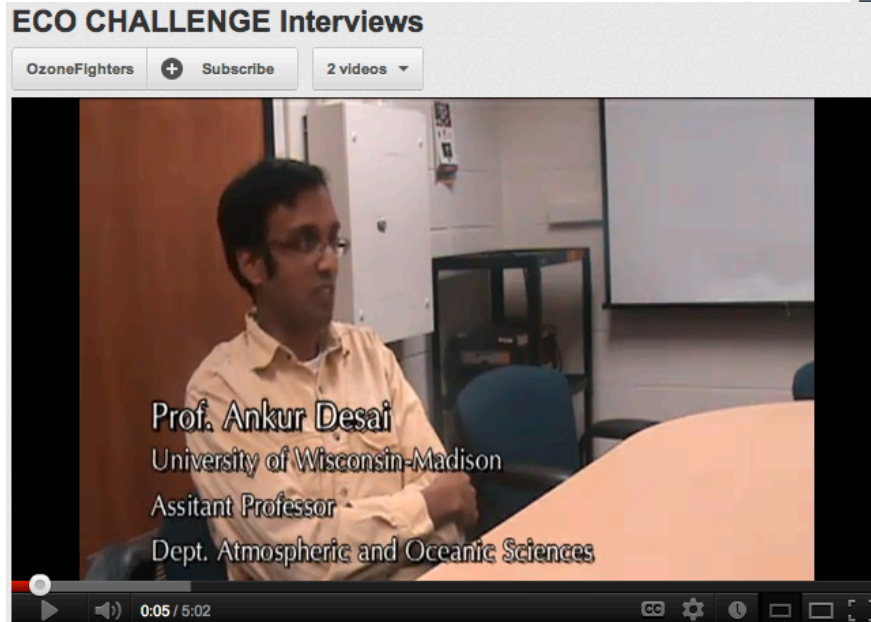 ECO CHALLENGE Interviews
OzoneFighters
Subscribe
2 videos
Prof. Ankur Desai
University of Wisconsin-Madison
Assitant Professor
Dept. Atmospheric and Oceanic Sciences
0:05 / 5:02
CC